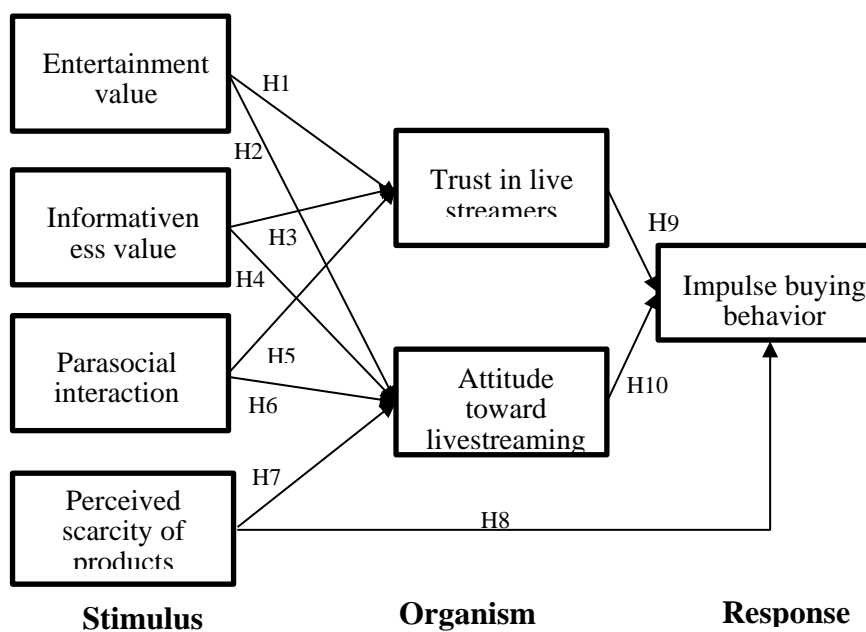 Entertainment
value
H1
H2
Informativen
ess value
H3
H4
Parasocial
interaction
H5
H6
Perceived
scarcity of
products
H7
H8
Trust in live
streamers
Attitude
toward
livestreaming
H9
H10
Impulse buying
behavior
Stimulus
Organism
Response